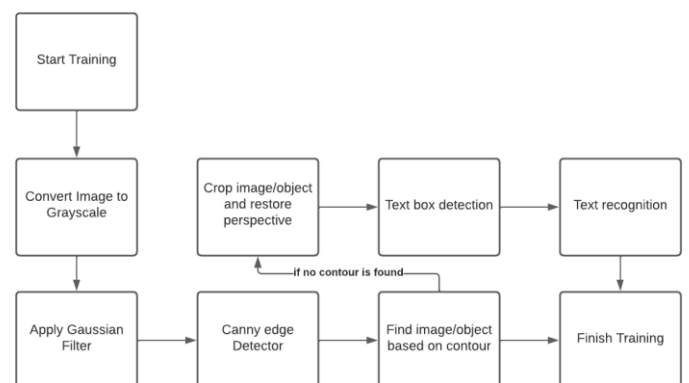 Start Training
Convert Image to
Grayscale
Crop image/object
and restore
perspective
Text box detection
Text recognition
if no contour is found
Apply Gaussian
Filter
Canny edge
Detector
Find image/object
based on contour
Finish Training